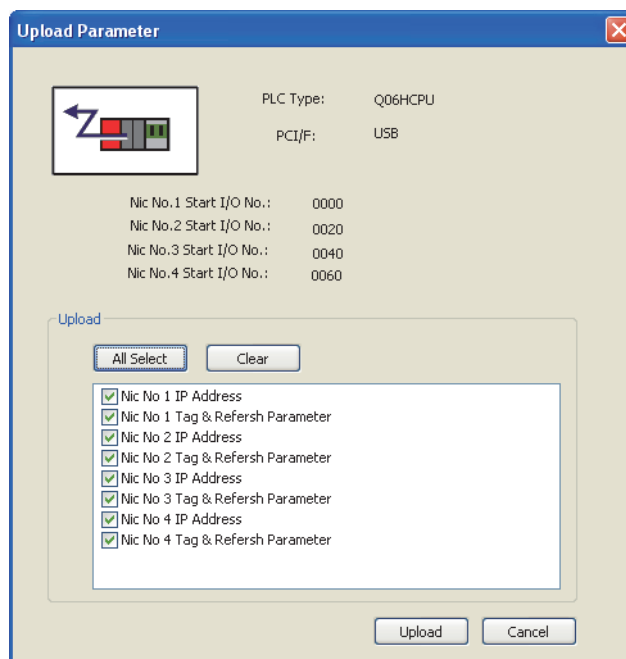 Upload Parameter
PLC Type: Q06HCPU
PCI/F: USB
Nic No.1 Start I/O No.: 0000
Nic No.2 Start I/O No.: 0020
Nic No.3 Start I/O No.: 0040
Nic No.4 Start I/O No.: 0060
Upload
All Select Clear
Nic No 1 IP Address
Nic No 1 Tag & Refersh Parameter
Nic No 2 IP Address
Nic No 2 Tag & Refersh Parameter
Nic No 3 IP Address
Nic No 3 Tag & Refersh Parameter
Nic No 4 IP Address
Nic No 4 Tag & Refersh Parameter
Upload Cancel